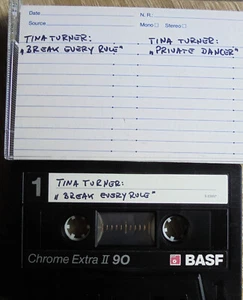 Date N.R.:
Source Mono □ Stereo □
TINA TURNER: TINA TURNER:
„BREAK EVERY RULE" „PRIVATE DANCER"
1 TINA TURNER:
„BREAK EVERY RULE"
Chrome Extra II 90 BASF